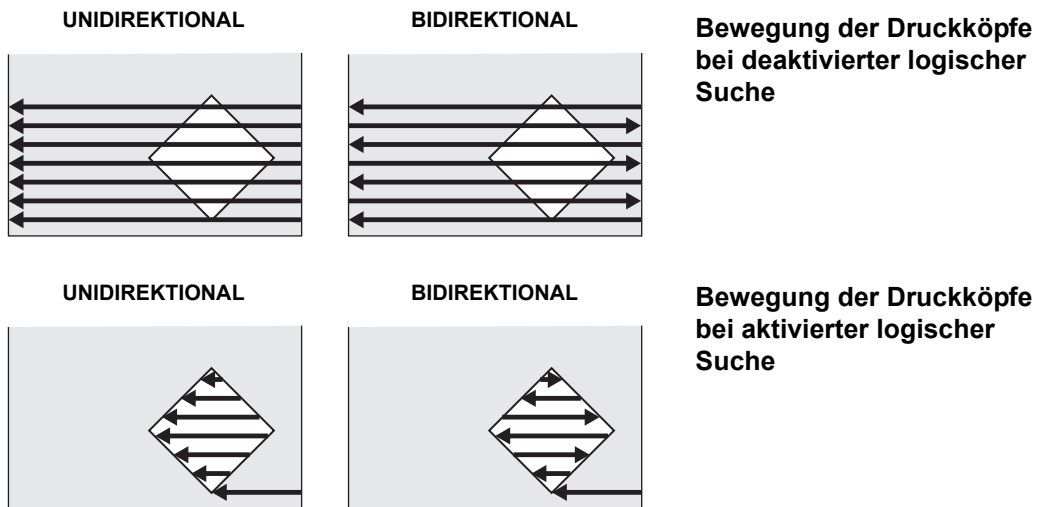 UNIDIREKTIONAL
BIDIREKTIONAL
Bewegung der Druckköpfe
bei deaktivierter logischer
Suche
UNIDIREKTIONAL
BIDIREKTIONAL
Bewegung der Druckköpfe
bei aktivierter logischer
Suche